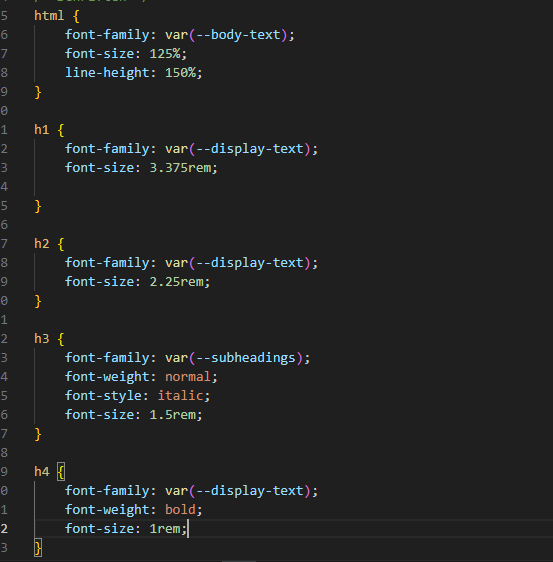 5 html {
6 font-family: var(--body-text);
7 font-size: 125%;
8 line-height: 150%;
9 }
0
1 h1 {
2 font-family: var(--display-text);
3 font-size: 3.375rem;
4
5 }
6
7 h2 {
8 font-family: var(--display-text);
9 font-size: 2.25rem;
0 }
1
2 h3 {
3 font-family: var(--subheadings);
4 font-weight: normal;
5 font-style: italic;
6 font-size: 1.5rem;
7 }
8
9 h4 {
0 font-family: var(--display-text);
1 font-weight: bold;
2 font-size: 1rem;
3 }